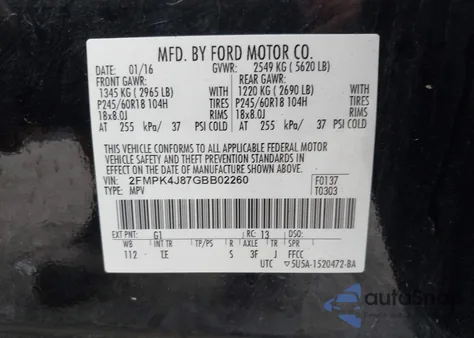 MFD. BY FORD MOTOR CO.
DATE: 01/16 GVWR: 2549 KG ( 5620 LB)
FRONT GAWR: REAR GAWR:
1345 KG ( 2965 LB) WITH 1220 KG ( 2690 LB) WITH
P245/60R18 104H TIRES P245/60R18 104H TIRES
18x8.0J RIMS 18x8.0J RIMS
AT 255 kPa/ 37 PSI COLD AT 255 kPa/ 37 PSI COLD
THIS VEHICLE CONFORMS TO ALL APPLICABLE FEDERAL MOTOR
VEHICLE SAFETY AND THEFT PREVENTION STANDARDS IN
EFFECT ON THE DATE OF MANUFACTURE SHOWN ABOVE.
VIN: 2FMPK4J87GBB02260 F0137
TYPE: MPV T0303
EXT PNT: G1 RC: 13 DSO:
WB INT TR TP/PS R AXLE TR SPR
112 TE S 3F J FFCC
UTC ▽5U5A-1520472-BA
autoSnap